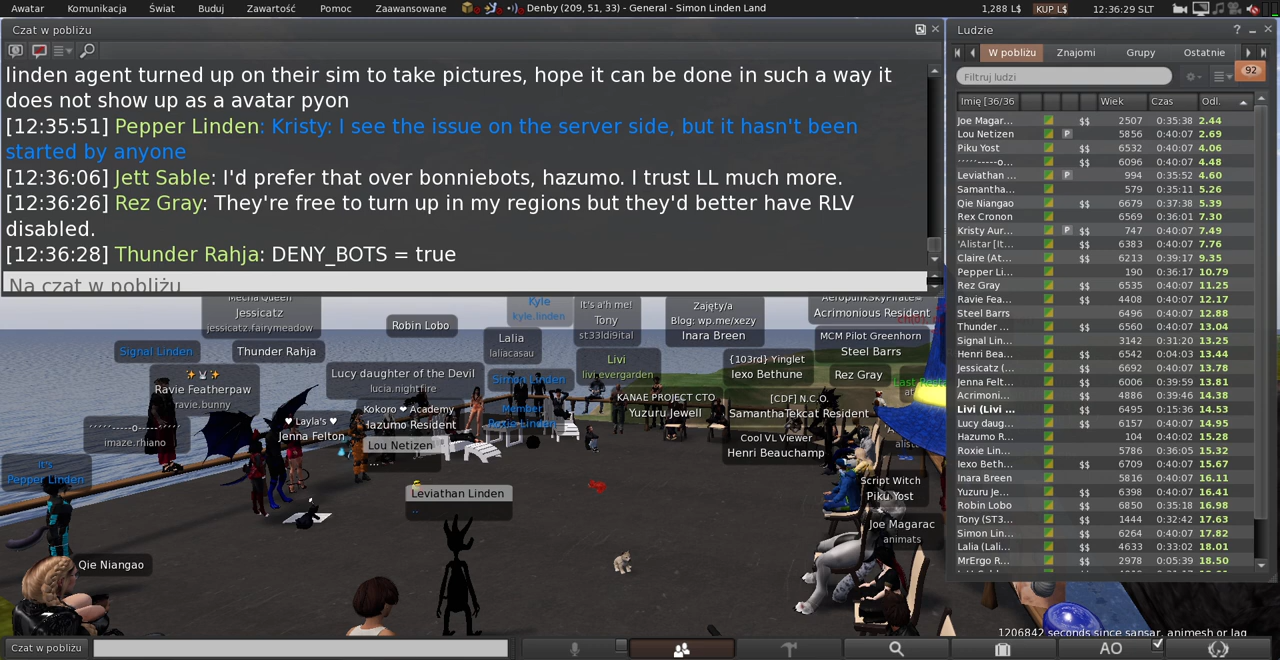 Awatar Komunikacja Świat Buduj Zawartość Pomoc Zaawansowane Denby (209, 51, 33) - General - Simon Linden Land 1,288 L$ KUP L$ 12:36:29 SLT
Czat w pobliżu
linden agent turned up on their sim to take pictures, hope it can be done in such a way it
does not show up as a avatar pyon
[12:35:51] Pepper Linden: Kristy: I see the issue on the server side, but it hasn't been
started by anyone
[12:36:06] Jett Sable: I'd prefer that over bonniebots, hazumo. I trust LL much more.
[12:36:26] Rez Gray: They're free to turn up in my regions but they'd better have RLV
disabled.
[12:36:28] Thunder Rahja: DENY_BOTS = true
Na czat w pobliżu
Mecha Queen
Jessicatz
jessicatz.fairymeadow
Signal Linden
Thunder Rahja
Ravie Featherpaw
ravie.bunny
imaze.rhiano
It's
Pepper Linden
Qie Niangao
Robin Lobo
Lucy daughter of the Devil
lucia.nightfire
♥ Layla's ♥
Jenna Felton
Kokoro ♥ Academy
Hazumo Resident
Lou Netizen
...
Leviathan Linden
Kyle
kyle.linden
Lalia
laliacasau
Simon Linden
Member
Roxie Linden
It's a'h me!
Tony
st33ldi9ital
Livi
livi.evergarden
Zajęty/a
Blog: wp.me/xezy
Inara Breen
KANAE PROJECT CTO
Yuzuru Jewell
{103rd} Yinglet
Iexo Bethune
[CDF] N.C.O.
SamanthaTekcat Resident
Cool VL Viewer
Henri Beauchamp
Acrimonious Resident
MCM Pilot Greenhorn
Steel Barrs
Rez Gray
Script Witch
Piku Yost
Joe Magarac
animats
1206842 seconds since sansar, animesh or lag
Czat w pobliżu
AO
Ludzie
W pobliżu Znajomi Grupy Ostatnie
Filtruj ludzi
92
Imię [36/36 Wiek Czas Odl.
Joe Magar... $$ 2507 0:35:38 2.44
Lou Netizen P 5856 0:40:07 2.69
Piku Yost $$ 6532 0:40:07 4.06
$$ 6096 0:40:07 4.48
Leviathan ... P 994 0:35:52 4.60
Samantha... 579 0:35:11 5.26
Qie Niangao $$ 6679 0:37:38 5.39
Rex Cronon 6569 0:36:01 7.30
Kristy Aur... P $$ 747 0:40:07 7.49
'Alistar [It... $$ 6383 0:40:07 7.76
Claire (At... $$ 6213 0:39:17 9.35
Pepper Li... 190 0:36:17 10.79
Rez Gray $$ 6535 0:40:07 11.25
Ravie Fea... $$ 4408 0:40:07 12.17
Steel Barrs 6496 0:40:07 12.88
Thunder ... $$ 6560 0:40:07 13.04
Signal Lin... 3142 0:31:20 13.25
Henri Bea... $$ 6542 0:04:03 13.44
Jessicatz (... $$ 6692 0:40:07 13.78
Jenna Felt... $$ 6006 0:39:59 13.81
Acrimoni... $$ 4886 0:39:46 14.38
Livi (Livi ... $$ 6495 0:15:36 14.53
Lucy daug... $$ 6157 0:40:07 14.95
Hazumo R... 104 0:40:02 15.28
Roxie Lin... 5786 0:36:05 15.32
Iexo Beth... $$ 6709 0:40:07 15.67
Inara Breen 5816 0:40:07 16.11
Yuzuru Je... $$ 6398 0:40:07 16.41
Robin Lobo $$ 6850 0:35:18 16.98
Tony (ST3... $$ 1444 0:32:42 17.63
Simon Lin... $$ 6264 0:40:07 17.82
Lalia (Lali... $$ 4633 0:33:02 18.01
MrErgo R... $$ 2978 0:05:39 18.50